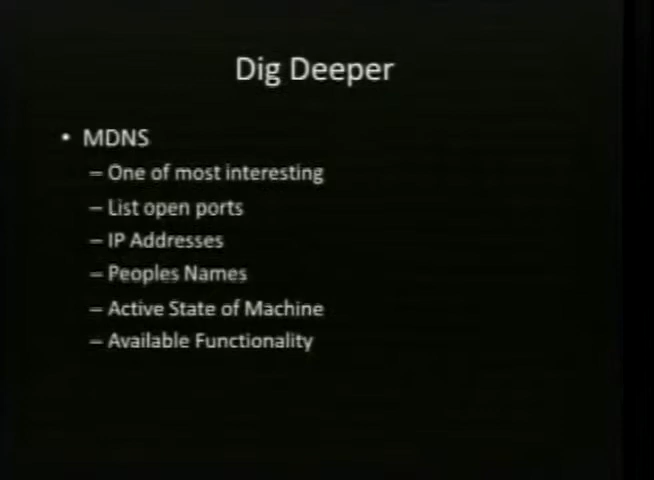 Dig Deeper
• MDNS
– One of most interesting
– List open ports
– IP Addresses
– Peoples Names
– Active State of Machine
– Available Functionality